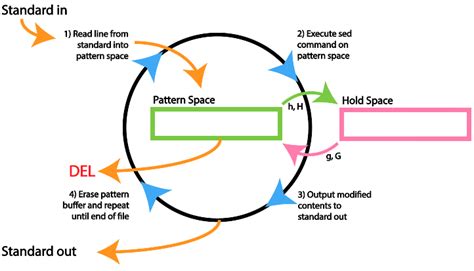 Standard in
1) Read line from
standard into
pattern space
2) Execute sed
command on
pattern space
Pattern Space
h, H
Hold Space
g, G
DEL
4) Erase pattern
buffer and repeat
until end of file
3) Output modified
contents to
standard out
Standard out